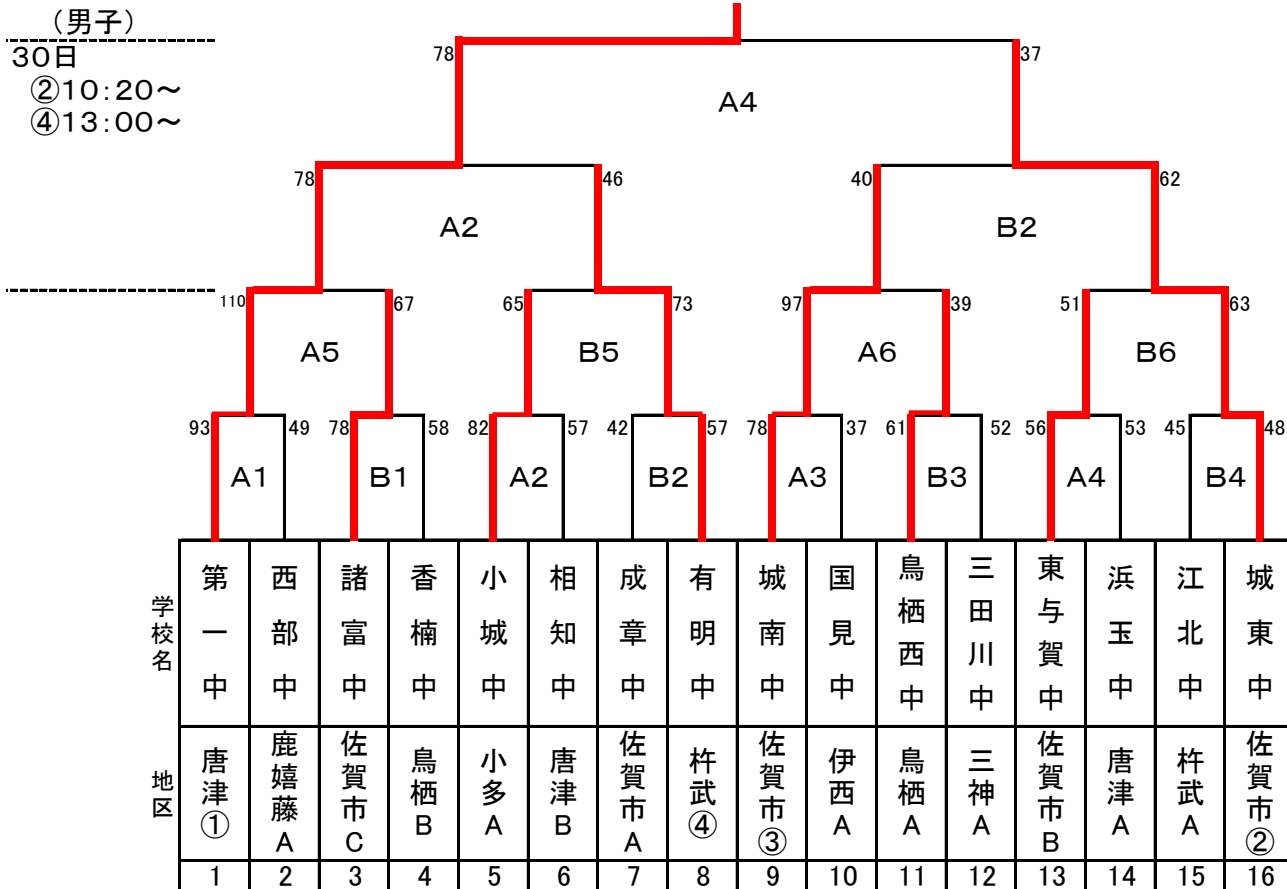 (男子)
30日
②10:20～
④13:00～
78 37
A4
78 46 40 62
A2 B2
110 67 65 73 97 39 51 63
A5 B5 A6 B6
93 49 78 58 82 57 42 57 78 37 61 52 56 53 45 48
A1 B1 A2 B2 A3 B3 A4 B4
学校名 第一中 西部中 諸富中 香楠中 小城中 相知中 成章中 有明中 城南中 国見中 鳥栖西中 三田川中 東与賀中 浜玉中 江北中 城東中
地区 唐津① 鹿嬉藤A 佐賀市C 鳥栖B 小多A 唐津B 佐賀市A 杵武④ 佐賀市③ 伊西A 鳥栖A 三神A 佐賀市B 唐津A 杵武A 佐賀市②
1 2 3 4 5 6 7 8 9 10 11 12 13 14 15 16